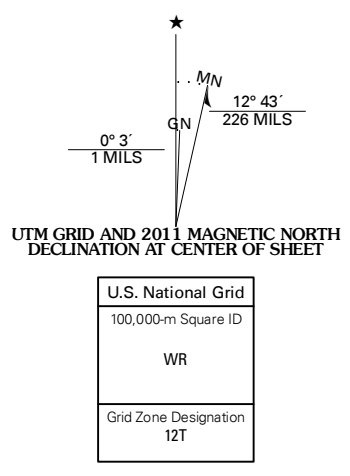 ★
MN
12° 43´
226 MILS
GN
0° 3´
1 MILS
UTM GRID AND 2011 MAGNETIC NORTH
DECLINATION AT CENTER OF SHEET
U.S. National Grid
100,000-m Square ID
WR
Grid Zone Designation
12T